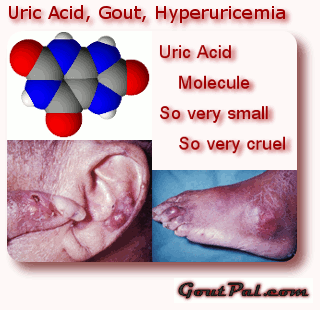 Uric Acid, Gout, Hyperuricemia
Uric Acid
Molecule
So very small
So very cruel
GoutPal.com